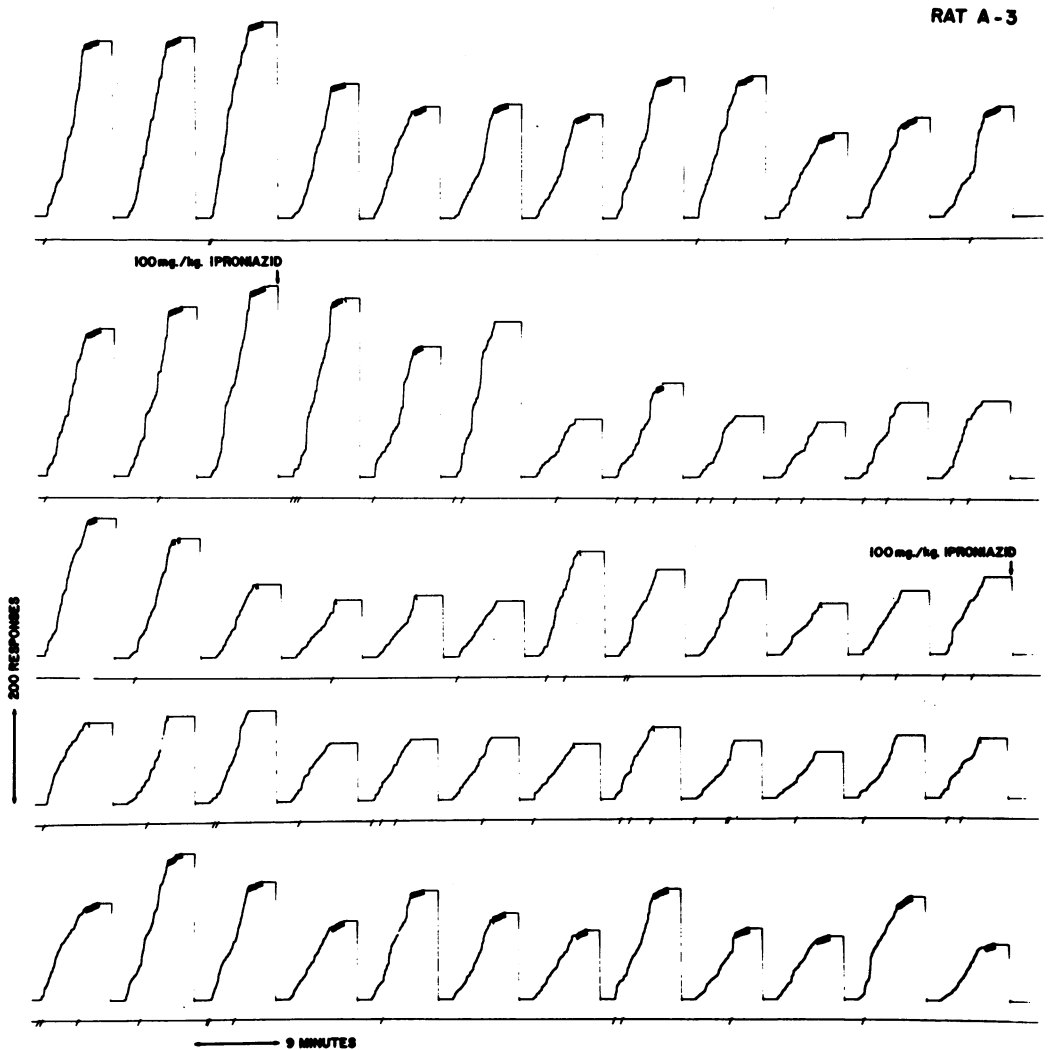 RAT A-3
100 mg./kg. IPRONIAZID
100 mg./kg. IPRONIAZID
200 RESPONSES
9 MINUTES